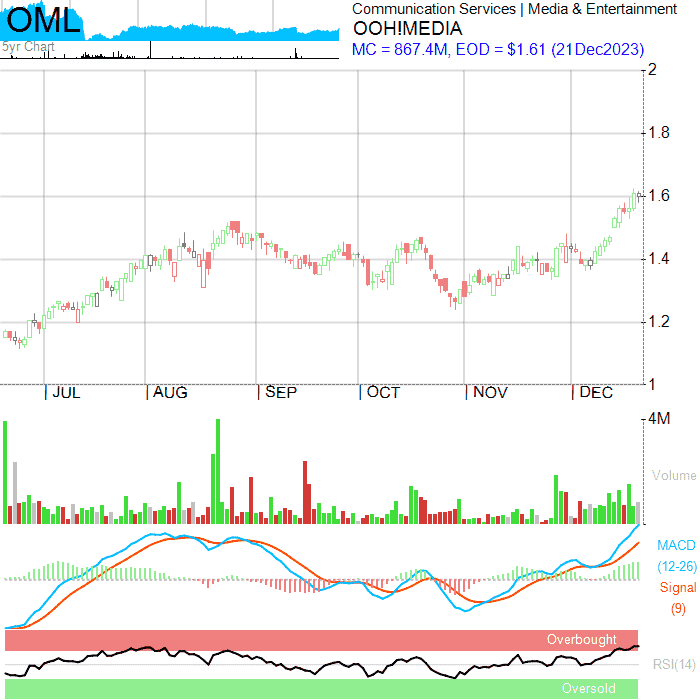 OML
5yr Chart
Communication Services | Media & Entertainment
OOH!MEDIA
MC = 867.4M, EOD = $1.61 (21Dec2023)
2
1.8
1.6
1.4
1.2
1
JUL AUG SEP OCT NOV DEC
4M
Volume
MACD
(12-26)
Signal
(9)
Overbought
RSI(14)
Oversold